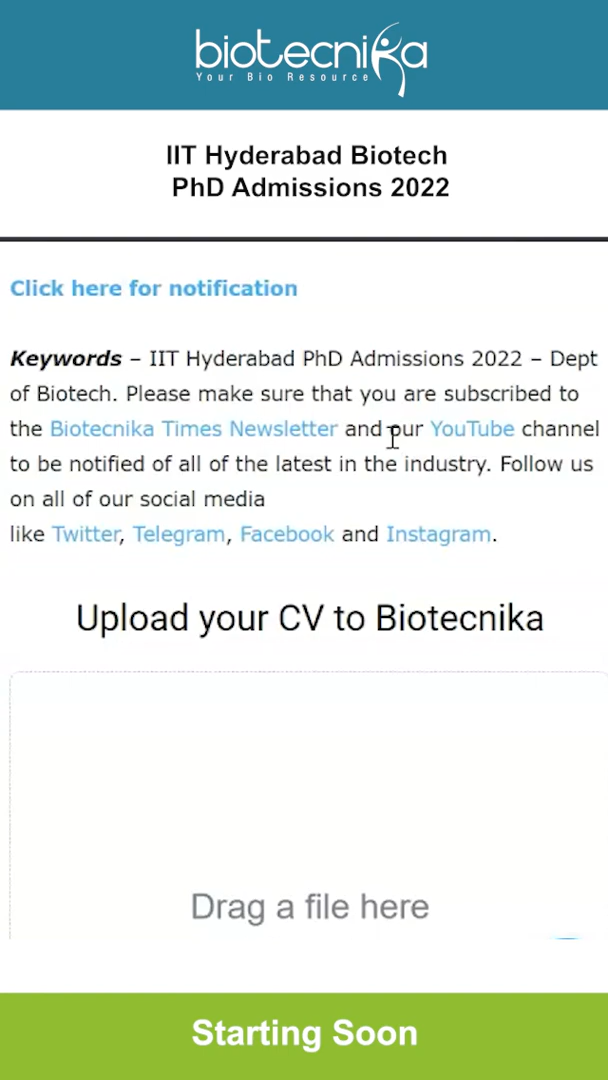 biotecnika
Your Bio Resource
IIT Hyderabad Biotech
PhD Admissions 2022
Click here for notification
Keywords – IIT Hyderabad PhD Admissions 2022 – Dept
of Biotech. Please make sure that you are subscribed to
the Biotecnika Times Newsletter and our YouTube channel
to be notified of all of the latest in the industry. Follow us
on all of our social media
like Twitter, Telegram, Facebook and Instagram.
Upload your CV to Biotecnika
Drag a file here
Starting Soon